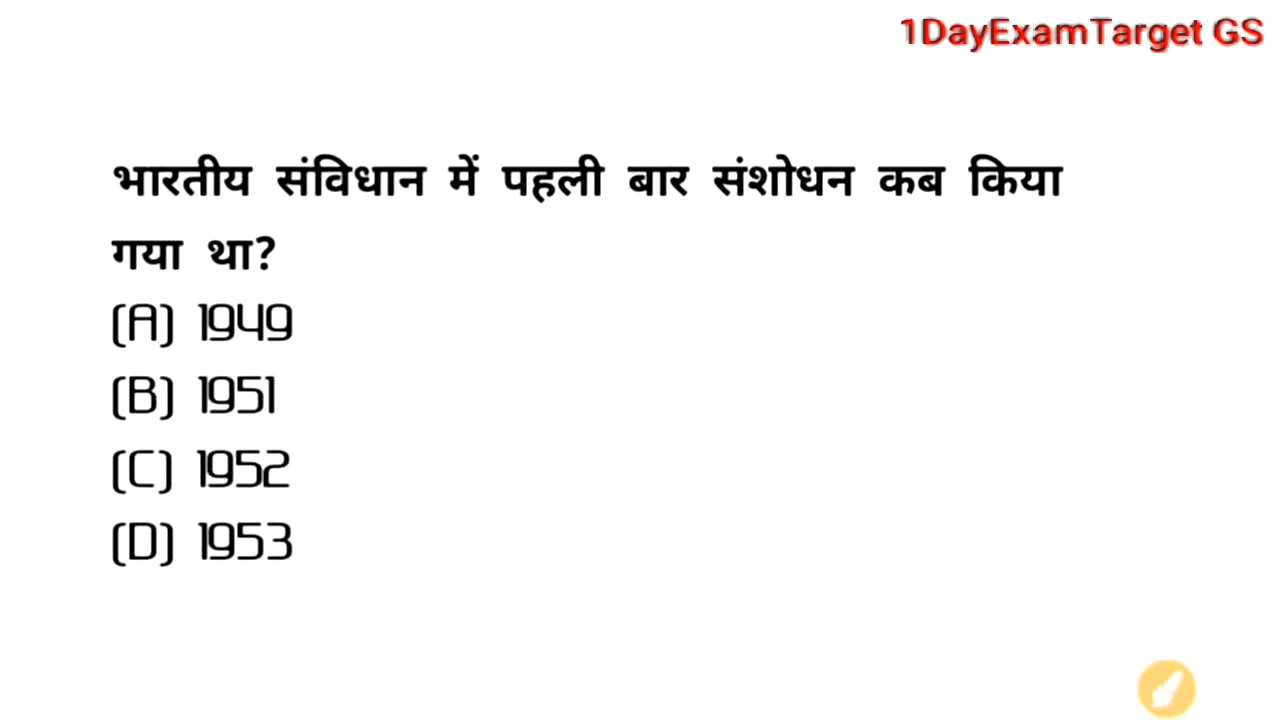 1DayExamTarget GS
भारतीय संविधान में पहली बार संशोधन कब किया
गया था?
(A) 1949
(B) 1951
(C) 1952
(D) 1953